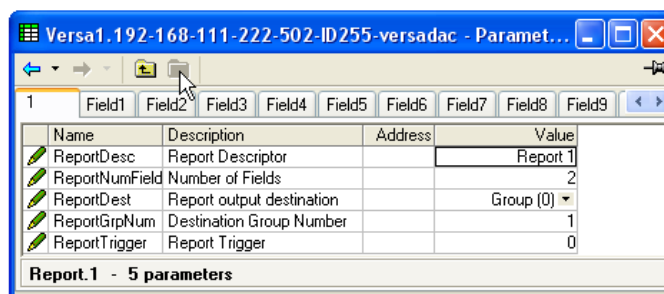 Versa1.192-168-111-222-502-ID255-versadac - Paramet...
1 Field1 Field2 Field3 Field4 Field5 Field6 Field7 Field8 Field9
Name Description Address Value
ReportDesc Report Descriptor Report 1
ReportNumField Number of Fields 2
ReportDest Report output destination Group (0)
ReportGrpNum Destination Group Number 1
ReportTrigger Report Trigger 0
Report.1 - 5 parameters